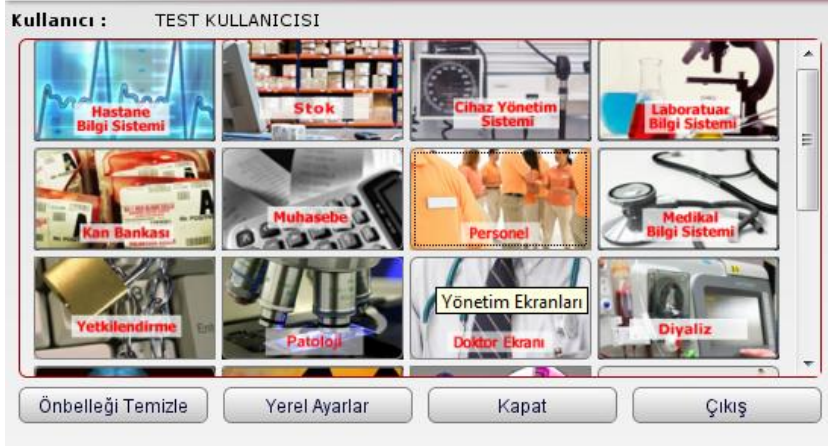 Kullanıcı : TEST KULLANICISI
Hastane
Bilgi Sistemi
Stok
Cihaz Yönetim
Sistemi
Laboratuar
Bilgi Sistemi
Kan Bankası
Muhasebe
Personel
Medikal
Bilgi Sistemi
Yetkilendirme
Patoloji
Yönetim Ekranları
Doktor Ekranı
Diyaliz
Önbelleği Temizle
Yerel Ayarlar
Kapat
Çıkış